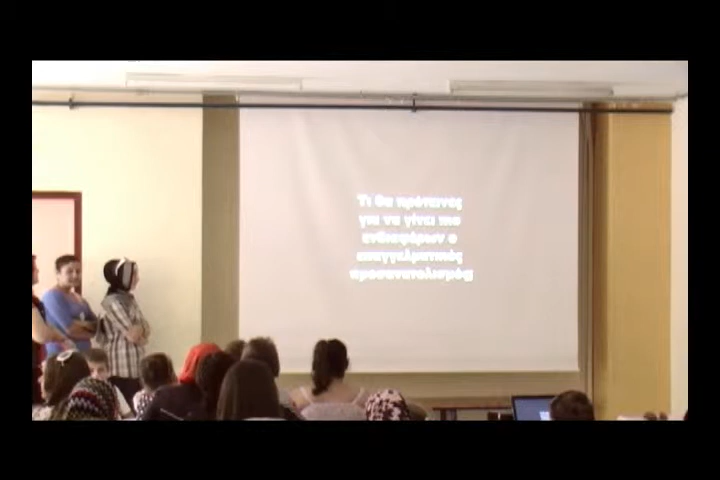 Τι θα πρότεινες
για να γίνει πιο
ενδιαφέρων ο
επαγγελματικός
προσανατολισμός;